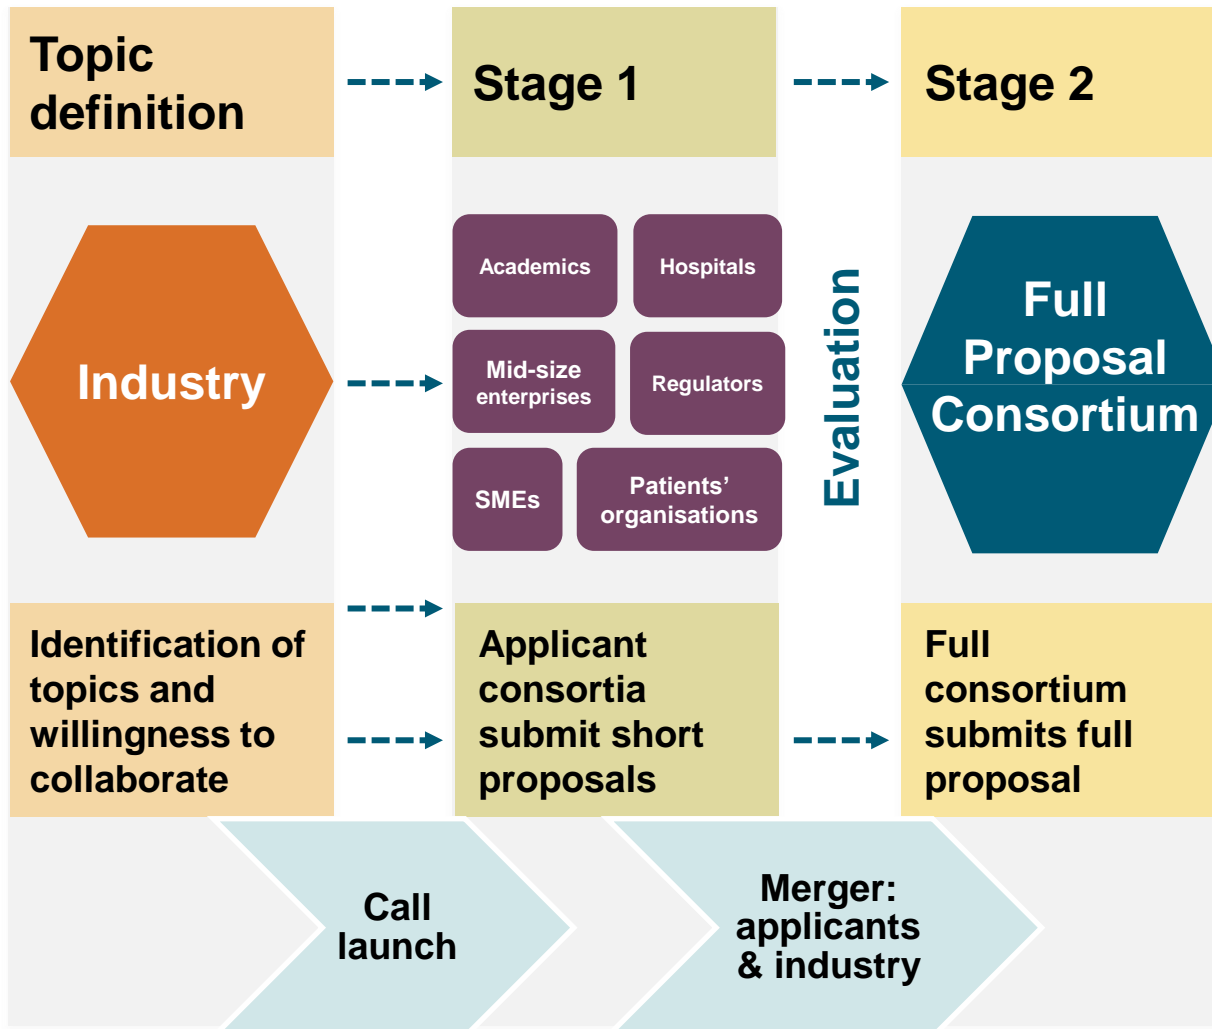 Topic
definition
Stage 1
Stage 2
Industry
Academics
Hospitals
Mid-size
enterprises
Regulators
SMEs
Patients’
organisations
Evaluation
Full
Proposal
Consortium
Identification of
topics and
willingness to
collaborate
Applicant
consortia
submit short
proposals
Full
consortium
submits full
proposal
Call
launch
Merger:
applicants
& industry